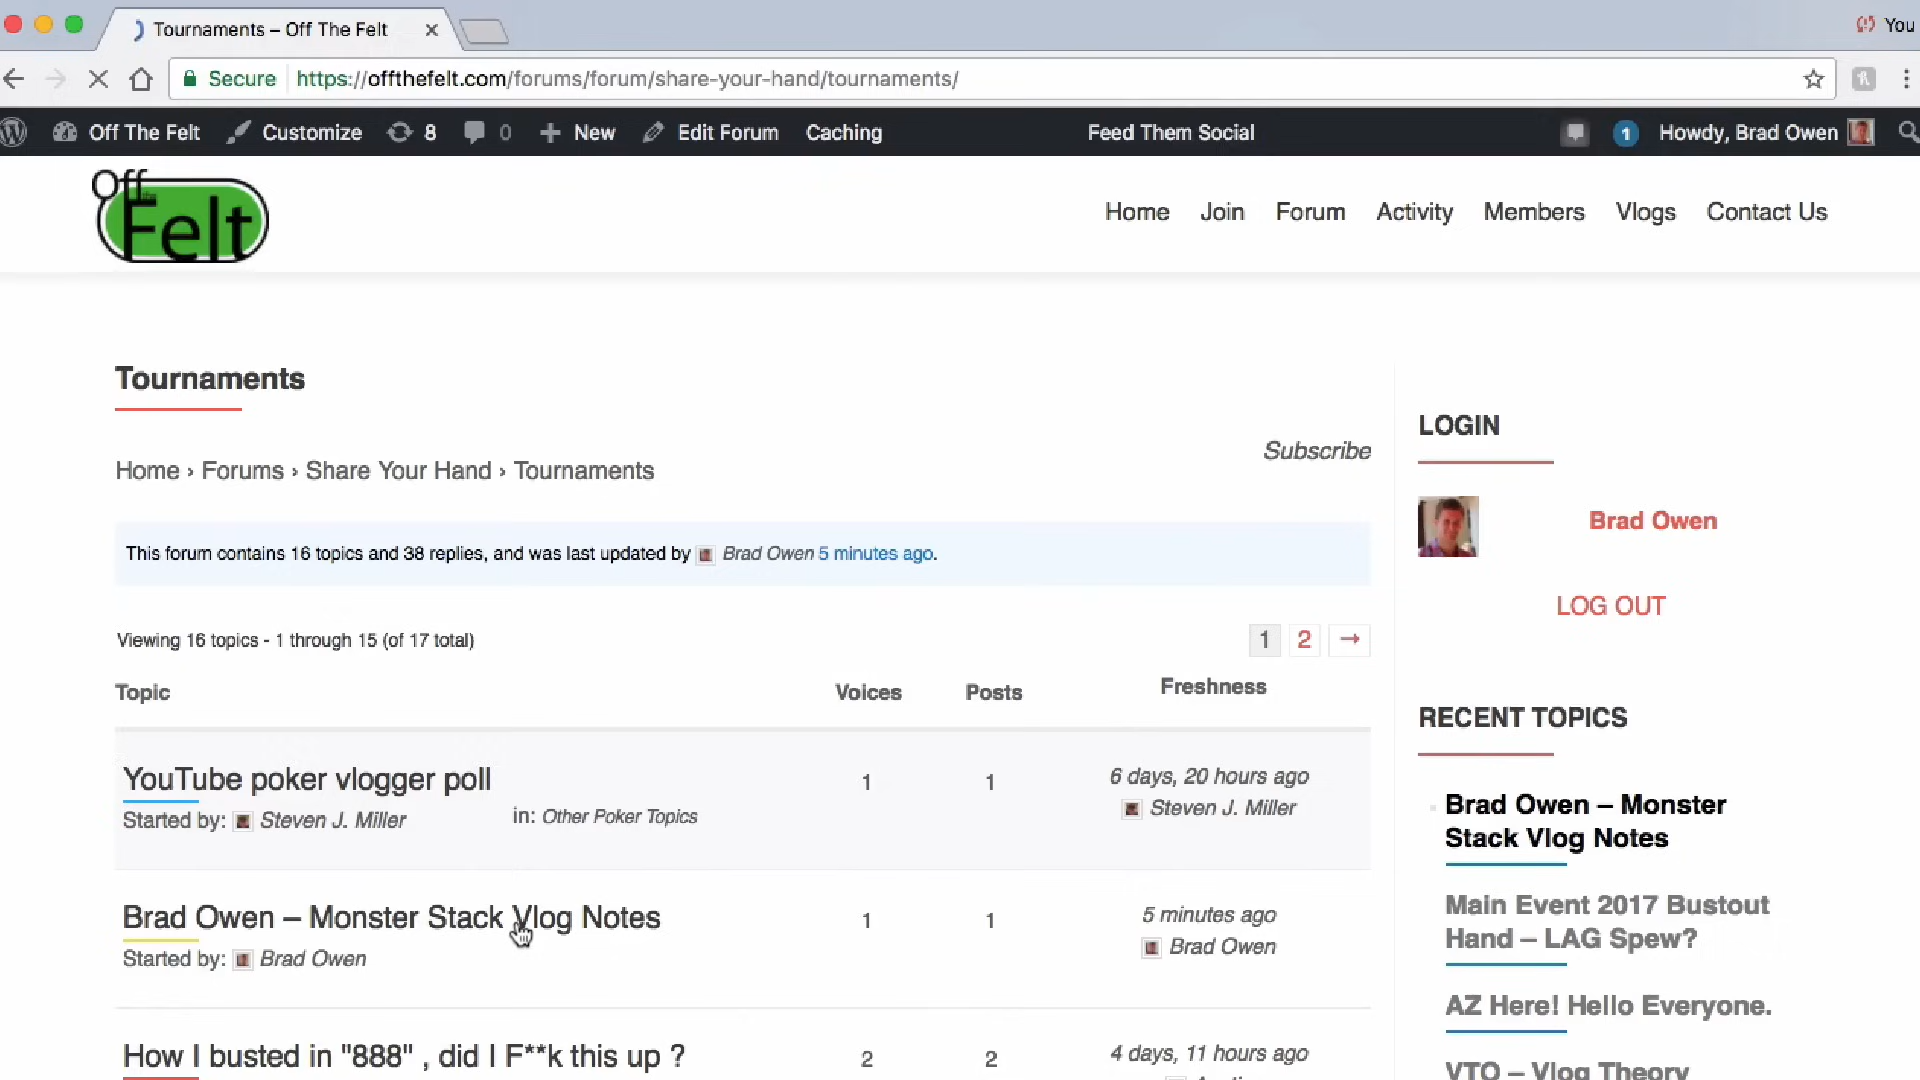 Tournaments – Off The Felt
You
Secure https://offthefelt.com/forums/forum/share-your-hand/tournaments/
Off The Felt Customize 8 0 New Edit Forum Caching Feed Them Social 1 Howdy, Brad Owen
Off the Felt
Home Join Forum Activity Members Vlogs Contact Us
Tournaments
Subscribe
Home › Forums › Share Your Hand › Tournaments
This forum contains 16 topics and 38 replies, and was last updated by Brad Owen 5 minutes ago.
Viewing 16 topics - 1 through 15 (of 17 total)
1 2 →
Topic Voices Posts Freshness
YouTube poker vlogger poll 1 1 6 days, 20 hours ago
Started by: Steven J. Miller in: Other Poker Topics Steven J. Miller
Brad Owen – Monster Stack Vlog Notes 1 1 5 minutes ago
Started by: Brad Owen Brad Owen
How I busted in "888" , did I F**k this up ? 2 2 4 days, 11 hours ago
LOGIN
Brad Owen
LOG OUT
RECENT TOPICS
Brad Owen – Monster
Stack Vlog Notes
Main Event 2017 Bustout
Hand – LAG Spew?
AZ Here! Hello Everyone.
VTO – Vlog Theory